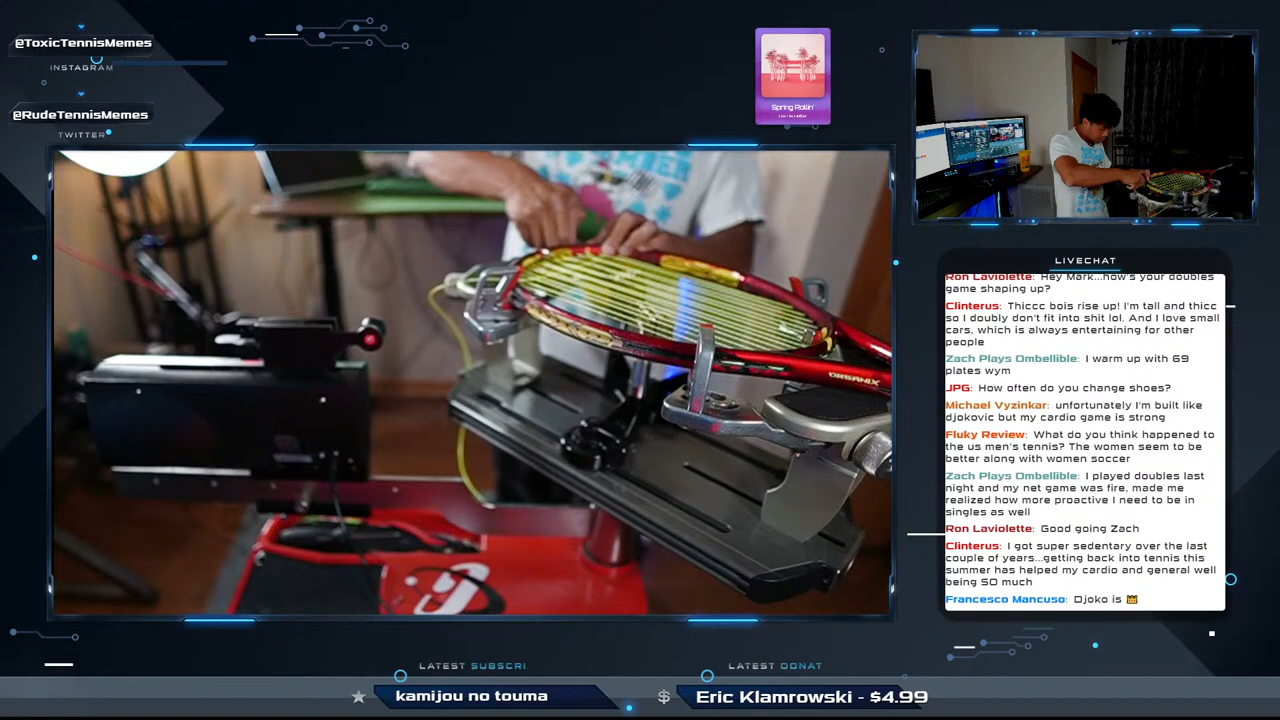 @ToxicTennisMemes
INSTAGRAM
@RudeTennisMemes
TWITTER
Spring Rollin'
ORGANIX
LIVECHAT
Ron Laviolette: Hey Mark...how's your doubles
game shaping up?
Clinterus: Thiccc bois rise up! I'm tall and thicc
so I doubly don't fit into shit lol. And I love small
cars, which is always entertaining for other
people
Zach Plays Ombellible: I warm up with 69
plates wym
JPG: How often do you change shoes?
Michael Vyzinkar: unfortunately I'm built like
djokovic but my cardio game is strong
Fluky Review: What do you think happened to
the us men's tennis? The women seem to be
better along with women soccer
Zach Plays Ombellible: I played doubles last
night and my net game was fire, made me
realized how more proactive I need to be in
singles as well
Ron Laviolette: Good going Zach
Clinterus: I got super sedentary over the last
couple of years...getting back into tennis this
summer has helped my cardio and general well
being SO much
Francesco Mancuso: Djoko is
LATEST SUBSCRI
kamijou no touma
LATEST DONAT
$ Eric Klamrowski - $4.99